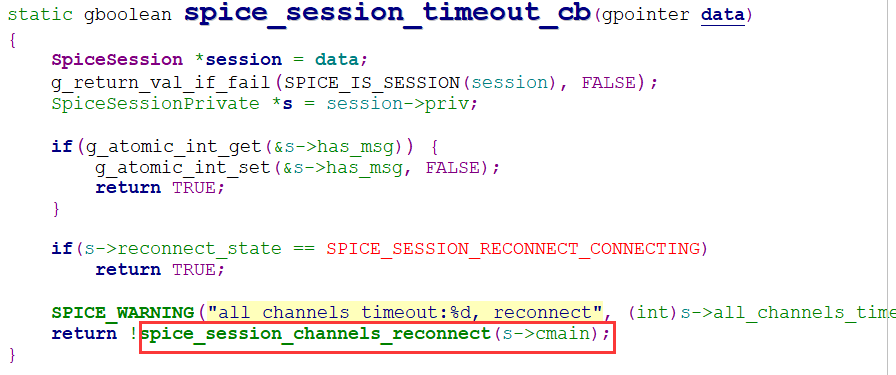 static gboolean spice_session_timeout_cb(gpointer data)
{
SpiceSession *session = data;
g_return_val_if_fail(SPICE_IS_SESSION(session), FALSE);
SpiceSessionPrivate *s = session->priv;
if(g_atomic_int_get(&s->has_msg)) {
g_atomic_int_set(&s->has_msg, FALSE);
return TRUE;
}
if(s->reconnect_state == SPICE_SESSION_RECONNECT_CONNECTING)
return TRUE;
SPICE_WARNING("all channels timeout:%d, reconnect", (int)s->all_channels_time
return !spice_session_channels_reconnect(s->cmain);
}